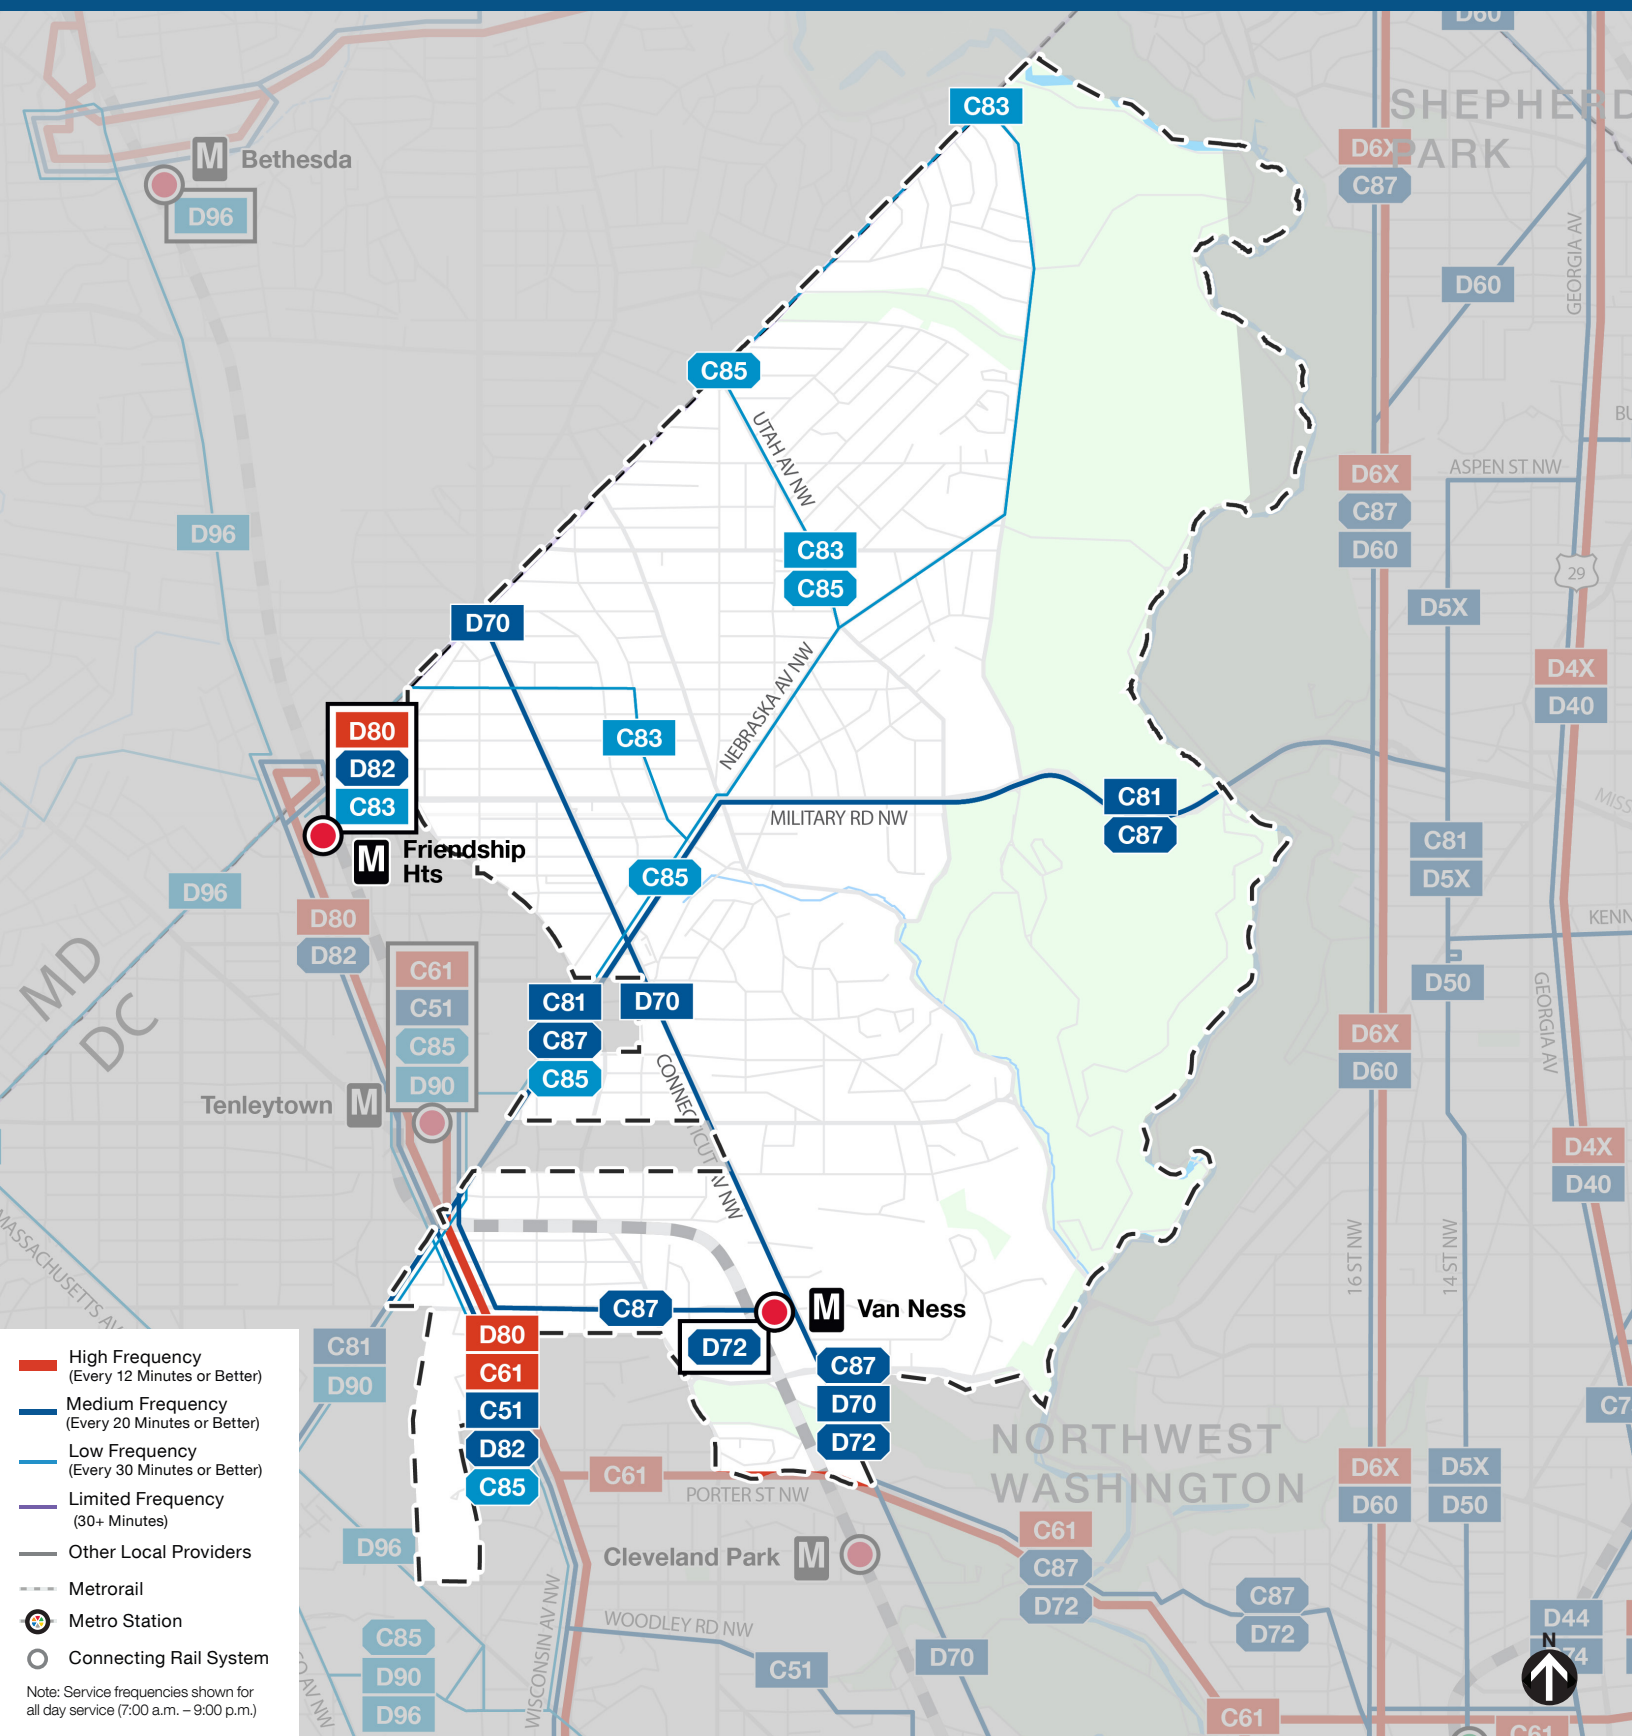 D60
C83
SHEPHERD
PARK
D6X
C87
M Bethesda
D96
GEORGIA AV
D60
C85
UTAH AV NW
ASPEN ST NW
D6X
C87
D60
D96
C83
C85
29
D5X
D70
D4X
D40
NEBRASKA AV NW
D80
D82
C83
C83
MILITARY RD NW
C81
C87
M Friendship
Hts
C81
D5X
C85
D96
D80
D82
KENN
MD
DC
C61
C51
C85
D90
D50
GEORGIA AV
C81
C87
C85
D70
D6X
D60
CONNECTICUT AV NW
Tenleytown M
D4X
D40
MASSACHUSETTS AV
16 ST NW
14 ST NW
C87
M Van Ness
D72
D80
C61
C51
D82
C85
C87
D70
D72
C81
D90
High Frequency
(Every 12 Minutes or Better)
Medium Frequency
(Every 20 Minutes or Better)
Low Frequency
(Every 30 Minutes or Better)
Limited Frequency
(30+ Minutes)
Other Local Providers
Metrorail
Metro Station
Connecting Rail System
Note: Service frequencies shown for
all day service (7:00 a.m. – 9:00 p.m.)
C7
NORTHWEST
WASHINGTON
C61
PORTER ST NW
D6X
D60
D5X
D50
D96
Cleveland Park M
C61
C87
D72
C87
D72
WISCONSIN AV NW
WOODLEY RD NW
C85
D90
D96
AV NW
C51
D70
D44
74
N
C61
C61